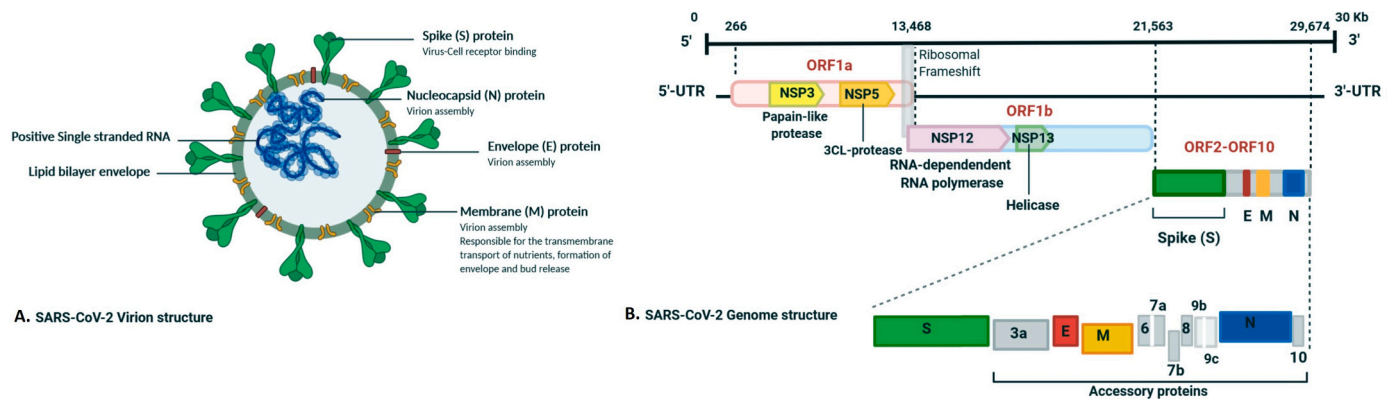 Spike (S) protein
Virus-Cell receptor binding
Nucleocapsid (N) protein
Virion assembly
Positive Single stranded RNA
Envelope (E) protein
Virion assembly
Lipid bilayer envelope
Membrane (M) protein
Virion assembly
Responsible for the transmembrane
transport of nutrients, formation of
envelope and bud release
A. SARS-CoV-2 Virion structure
0
30 Kb
266
13,468
21,563
29,674
5'
3'
Ribosomal
Frameshift
ORF1a
5'-UTR
3'-UTR
NSP3
NSP5
Papain-like
protease
ORF1b
NSP12
NSP13
3CL-protease
RNA-dependendent
RNA polymerase
Helicase
ORF2-ORF10
E M N
Spike (S)
B. SARS-CoV-2 Genome structure
7a
9b
S
3a
E
M
6
8
N
7b
9c
10
Accessory proteins